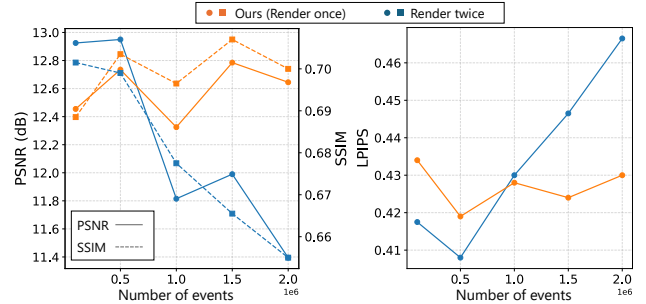 Ours (Render once) Render twice
13.0
12.8
12.6
12.4
12.2
12.0
11.8
11.6
11.4
PSNR (dB)
PSNR
SSIM
0.5 1.0 1.5 2.0
1e6
Number of events
0.70
0.69
0.68
0.67
0.66
SSIM
0.46
0.45
0.44
0.43
0.42
0.41
LPIPS
0.5 1.0 1.5 2.0
1e6
Number of events